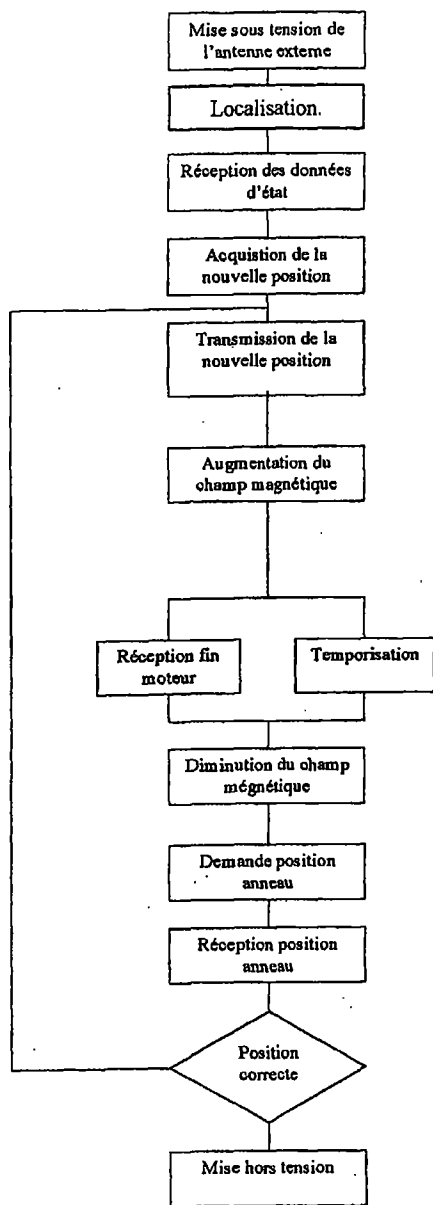 Mise sous tension de
l'antenne externe
Localisation.
Réception des données
d'état
Acquistion de la
nouvelle position
Transmission de la
nouvelle position
Augmentation du
champ magnétique
Réception fin
moteur
Temporisation
Diminution du champ
mégnétique
Demande position
anneau
Réception position
anneau
Position
correcte
Mise hors tension